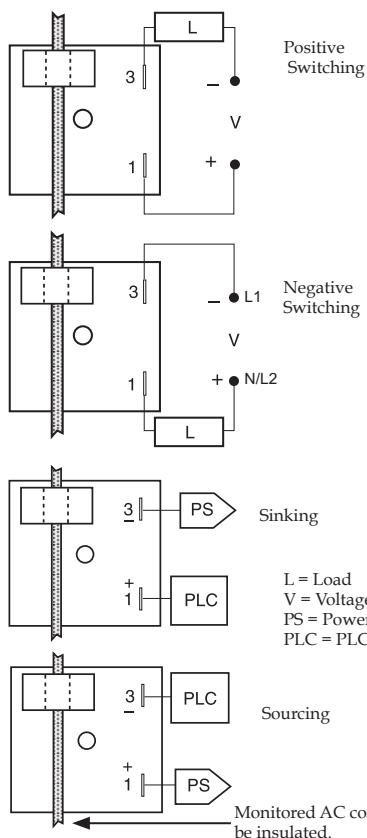 L
Positive
Switching
3
−
V
1
+
3
− L1
Negative
Switching
V
1
+ N/L2
L
3
−
PS
Sinking
+
1
PLC
L = Load
V = Voltage
PS = Power
PLC = PLC
3
−
PLC
Sourcing
+
1
PS
Monitored AC co
be insulated.